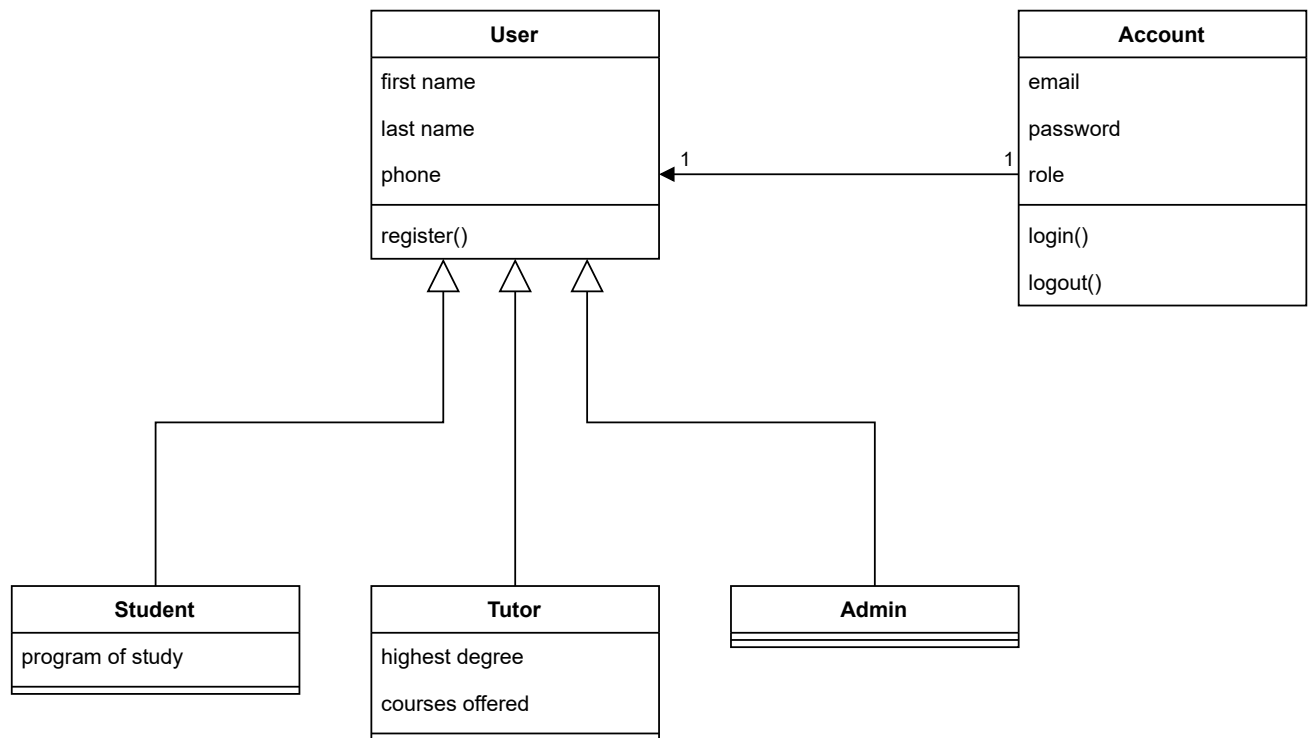 User
first name
last name
phone
register()
Account
email
password
role
login()
logout()
1
1
Student
program of study
Tutor
highest degree
courses offered
Admin